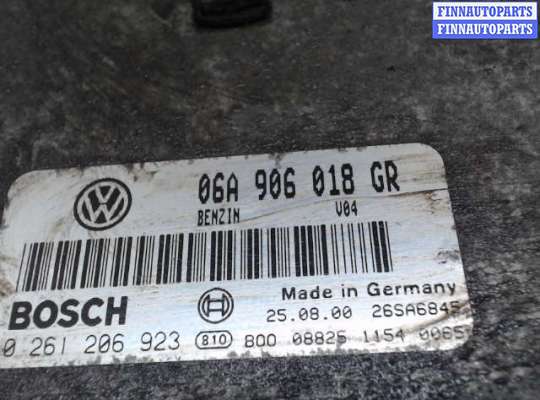 FINNAUTOPARTS
FINNAUTOPARTS
06A 906 018 GR
BENZIN V04
BOSCH Made in Germany
25.08.00 26SA6845
0 261 206 923 810 800 08825 1154 0065